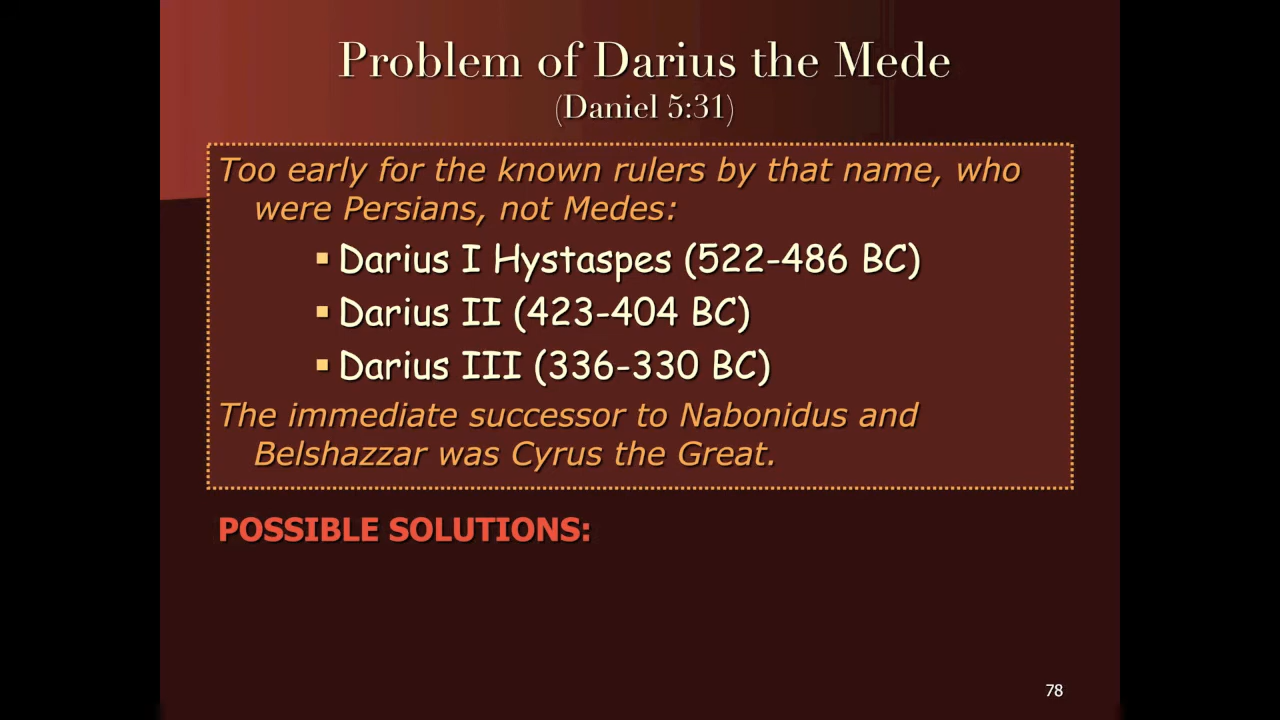 Problem of Darius the Mede
(Daniel 5:31)
Too early for the known rulers by that name, who
were Persians, not Medes:
▪ Darius I Hystaspes (522-486 BC)
▪ Darius II (423-404 BC)
▪ Darius III (336-330 BC)
The immediate successor to Nabonidus and
Belshazzar was Cyrus the Great.
POSSIBLE SOLUTIONS:
78